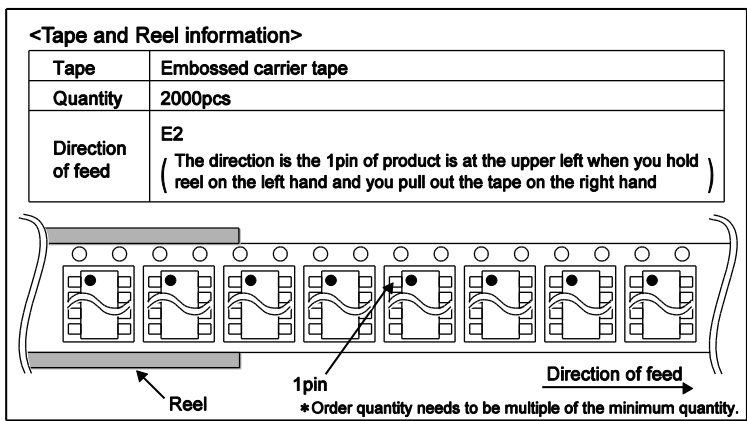 <Tape and Reel information>
Tape Embossed carrier tape
Quantity 2000pcs
Direction of feed E2
( The direction is the 1pin of product is at the upper left when you hold
reel on the left hand and you pull out the tape on the right hand )
1pin
Direction of feed
Reel
*Order quantity needs to be multiple of the minimum quantity.